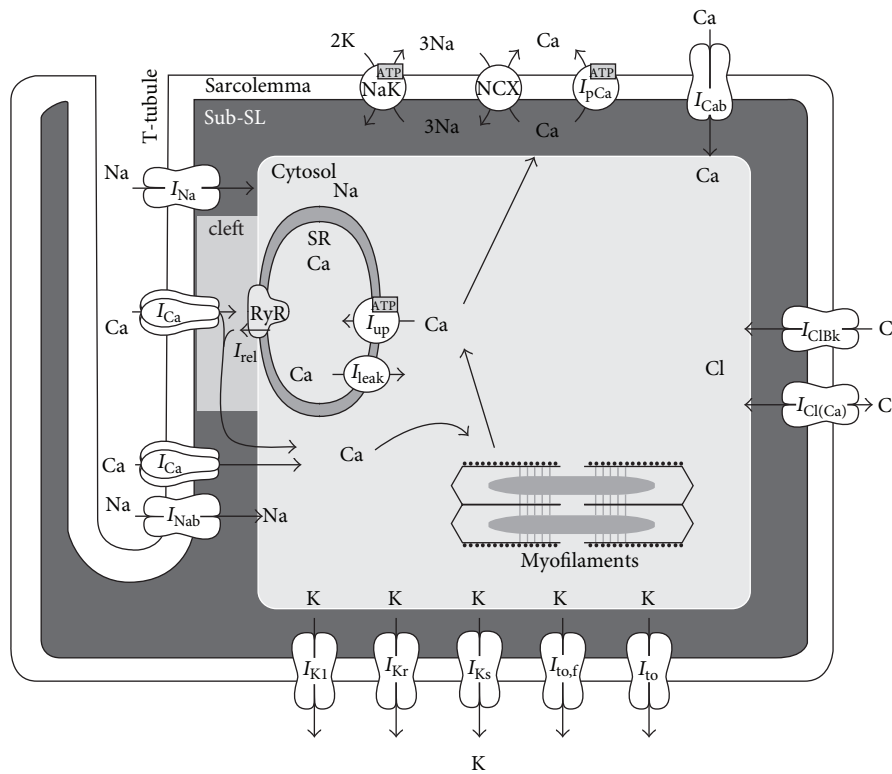 2K 3Na Ca Ca
ATP ATP
NaK NCX IpCa ICab
Sarcolemma
T-tubule
Sub-SL
3Na Ca
Ca
Na
INa
Cytosol
Na
cleft
SR
Ca
ICa
Ca
RyR
Irel
ATP
Iup
Ca
Ca
Ileak
IClBk
C
Cl
ICl(Ca)
C
Ca
Ca
ICa
Na
INab
Na
Myofilaments
K K K K K
IK1 IKr IKs Ito,f Ito
K